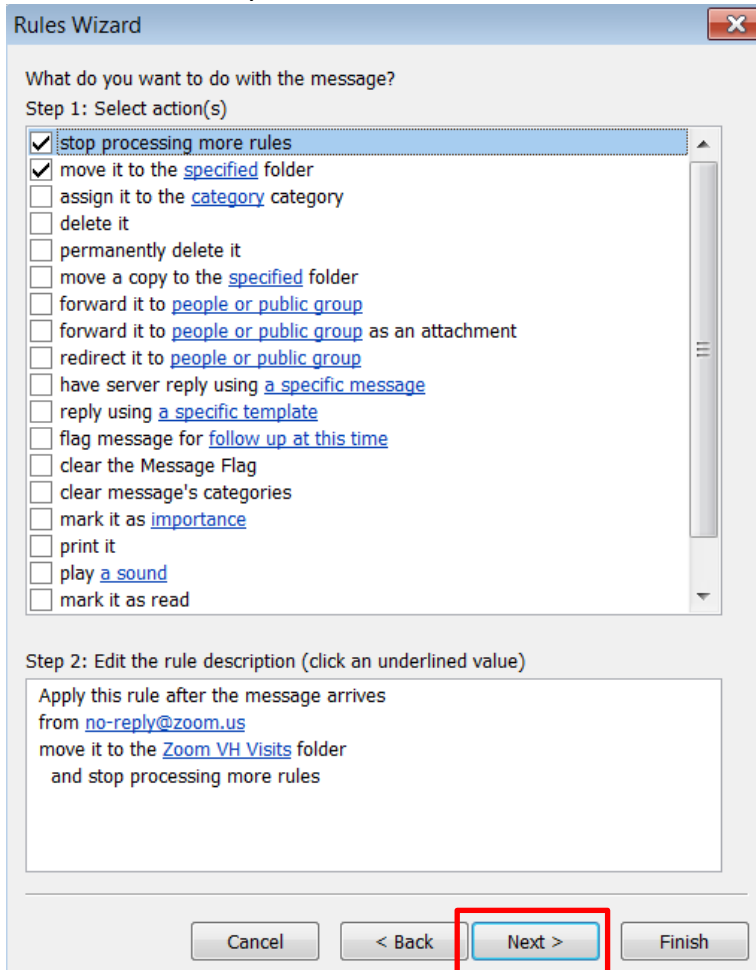 Rules Wizard
What do you want to do with the message?
Step 1: Select action(s)
stop processing more rules
move it to the specified folder
assign it to the category category
delete it
permanently delete it
move a copy to the specified folder
forward it to people or public group
forward it to people or public group as an attachment
redirect it to people or public group
have server reply using a specific message
reply using a specific template
flag message for follow up at this time
clear the Message Flag
clear message's categories
mark it as importance
print it
play a sound
mark it as read
Step 2: Edit the rule description (click an underlined value)
Apply this rule after the message arrives
from no-reply@zoom.us
move it to the Zoom VH Visits folder
and stop processing more rules
Cancel < Back Next > Finish